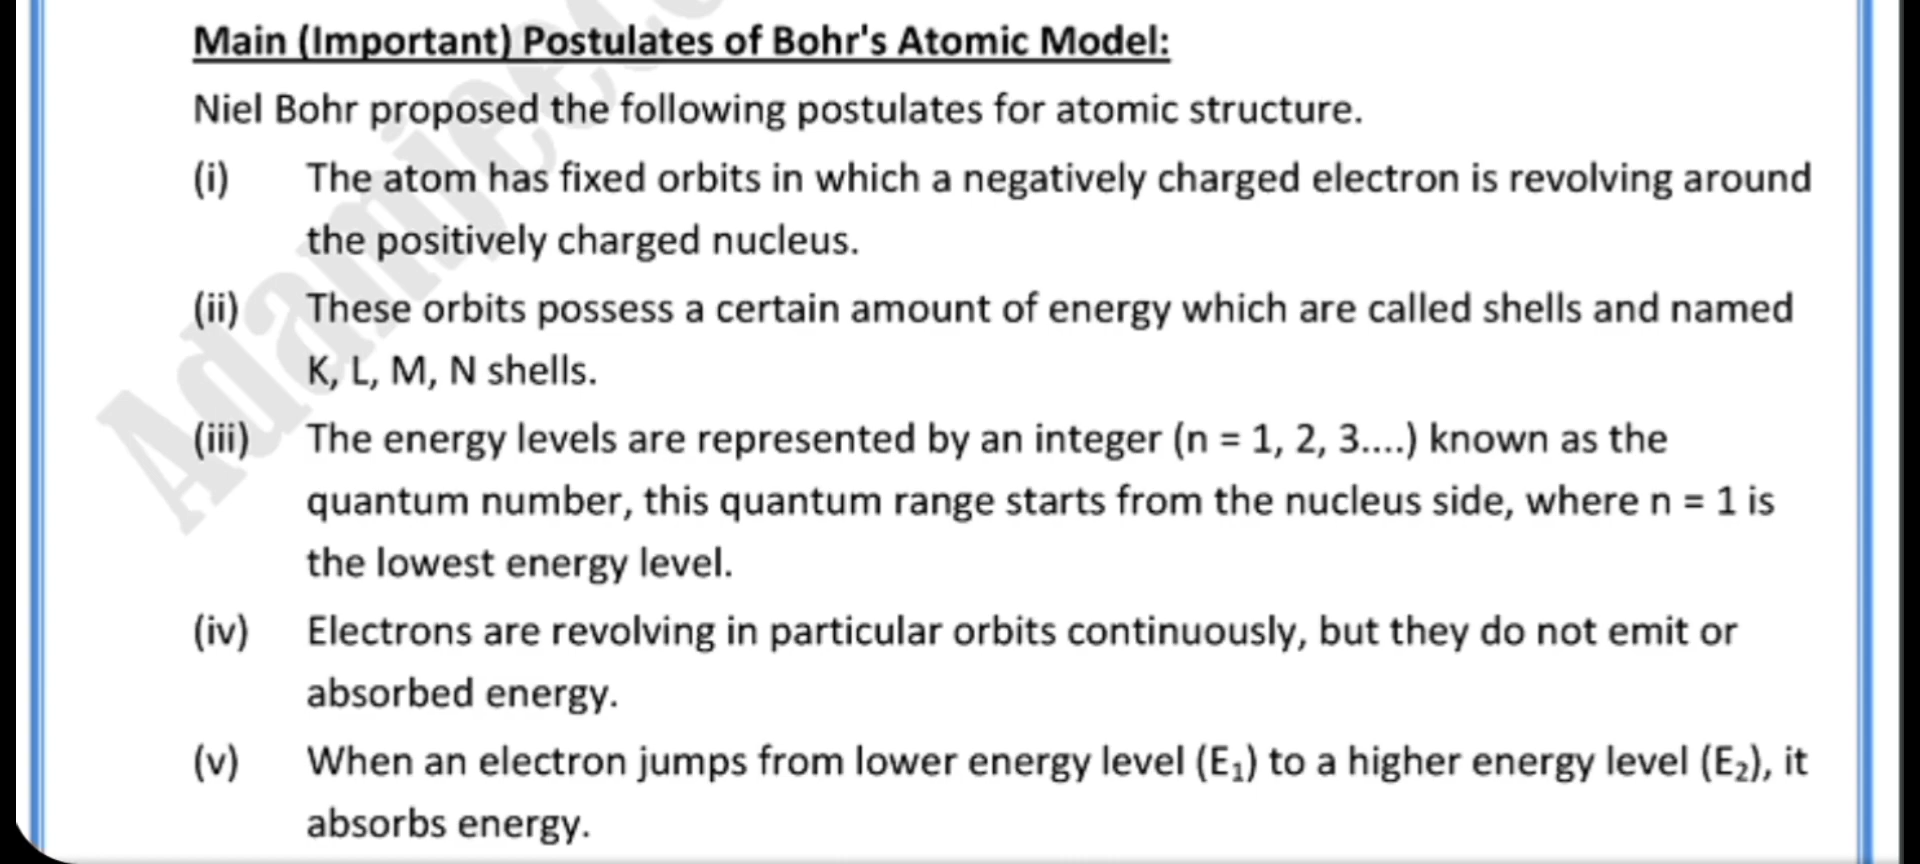 Main (Important) Postulates of Bohr's Atomic Model:
Niel Bohr proposed the following postulates for atomic structure.
(i) The atom has fixed orbits in which a negatively charged electron is revolving around
the positively charged nucleus.
(ii) These orbits possess a certain amount of energy which are called shells and named
K, L, M, N shells.
(iii) The energy levels are represented by an integer (n = 1, 2, 3....) known as the
quantum number, this quantum range starts from the nucleus side, where n = 1 is
the lowest energy level.
(iv) Electrons are revolving in particular orbits continuously, but they do not emit or
absorbed energy.
(v) When an electron jumps from lower energy level (E₁) to a higher energy level (E₂), it
absorbs energy.